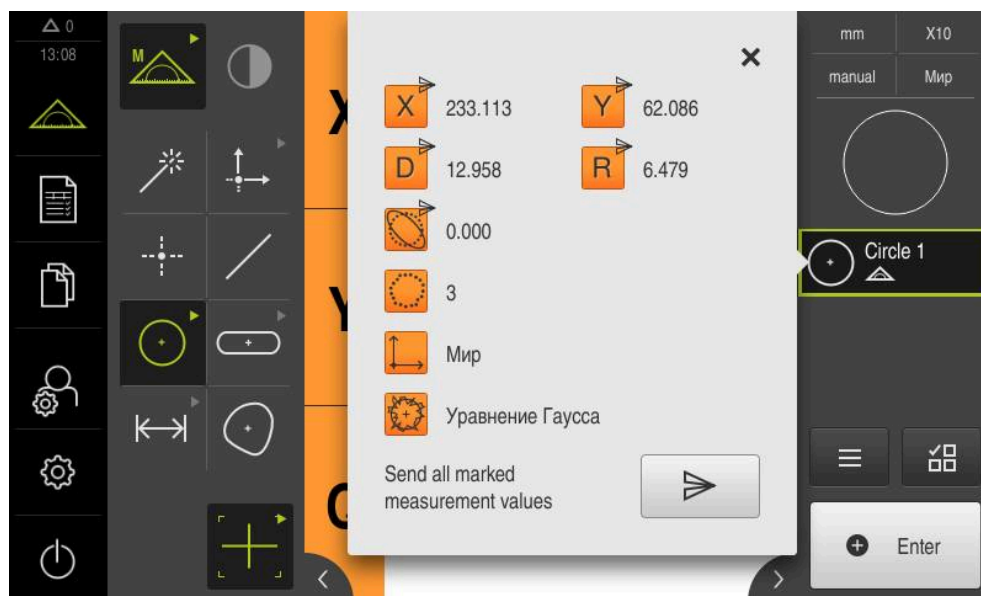 0
13:08
M
X
Y
X 233.113 Y 62.086
D 12.958 R 6.479
0.000
3
Мир
Уравнение Гаусса
Send all marked
measurement values
mm X10
manual Мир
Circle 1
Enter